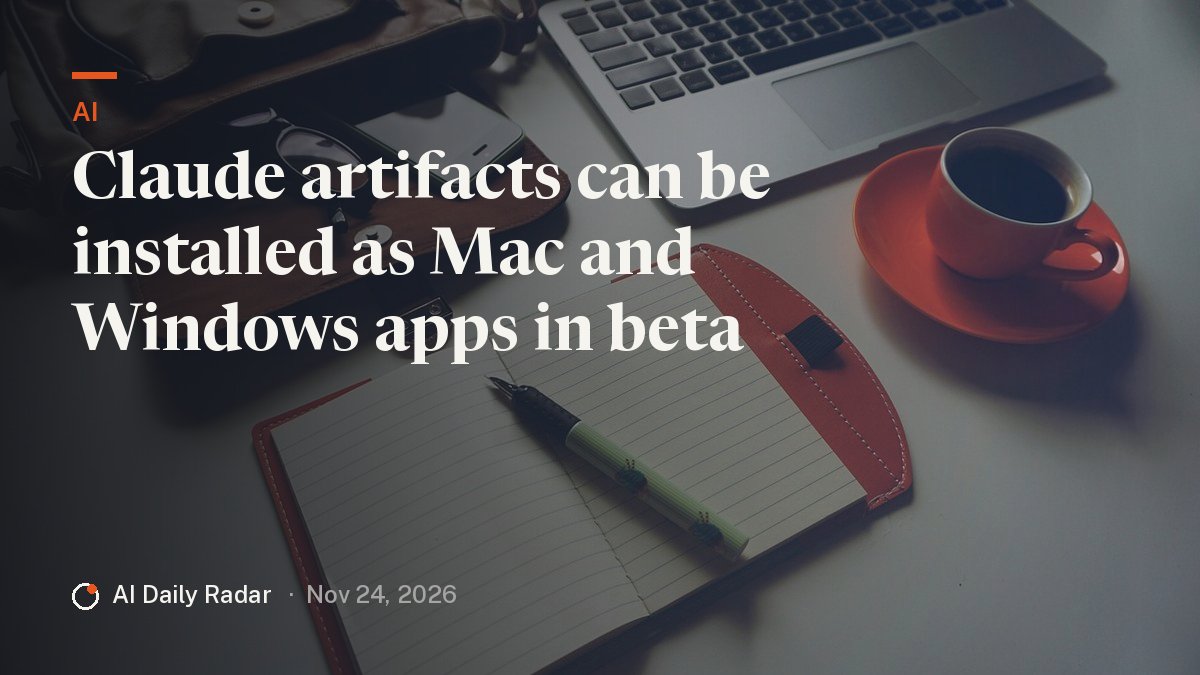 AI
Claude artifacts can be
installed as Mac and
Windows apps in beta
AI Daily Radar · Nov 24, 2026